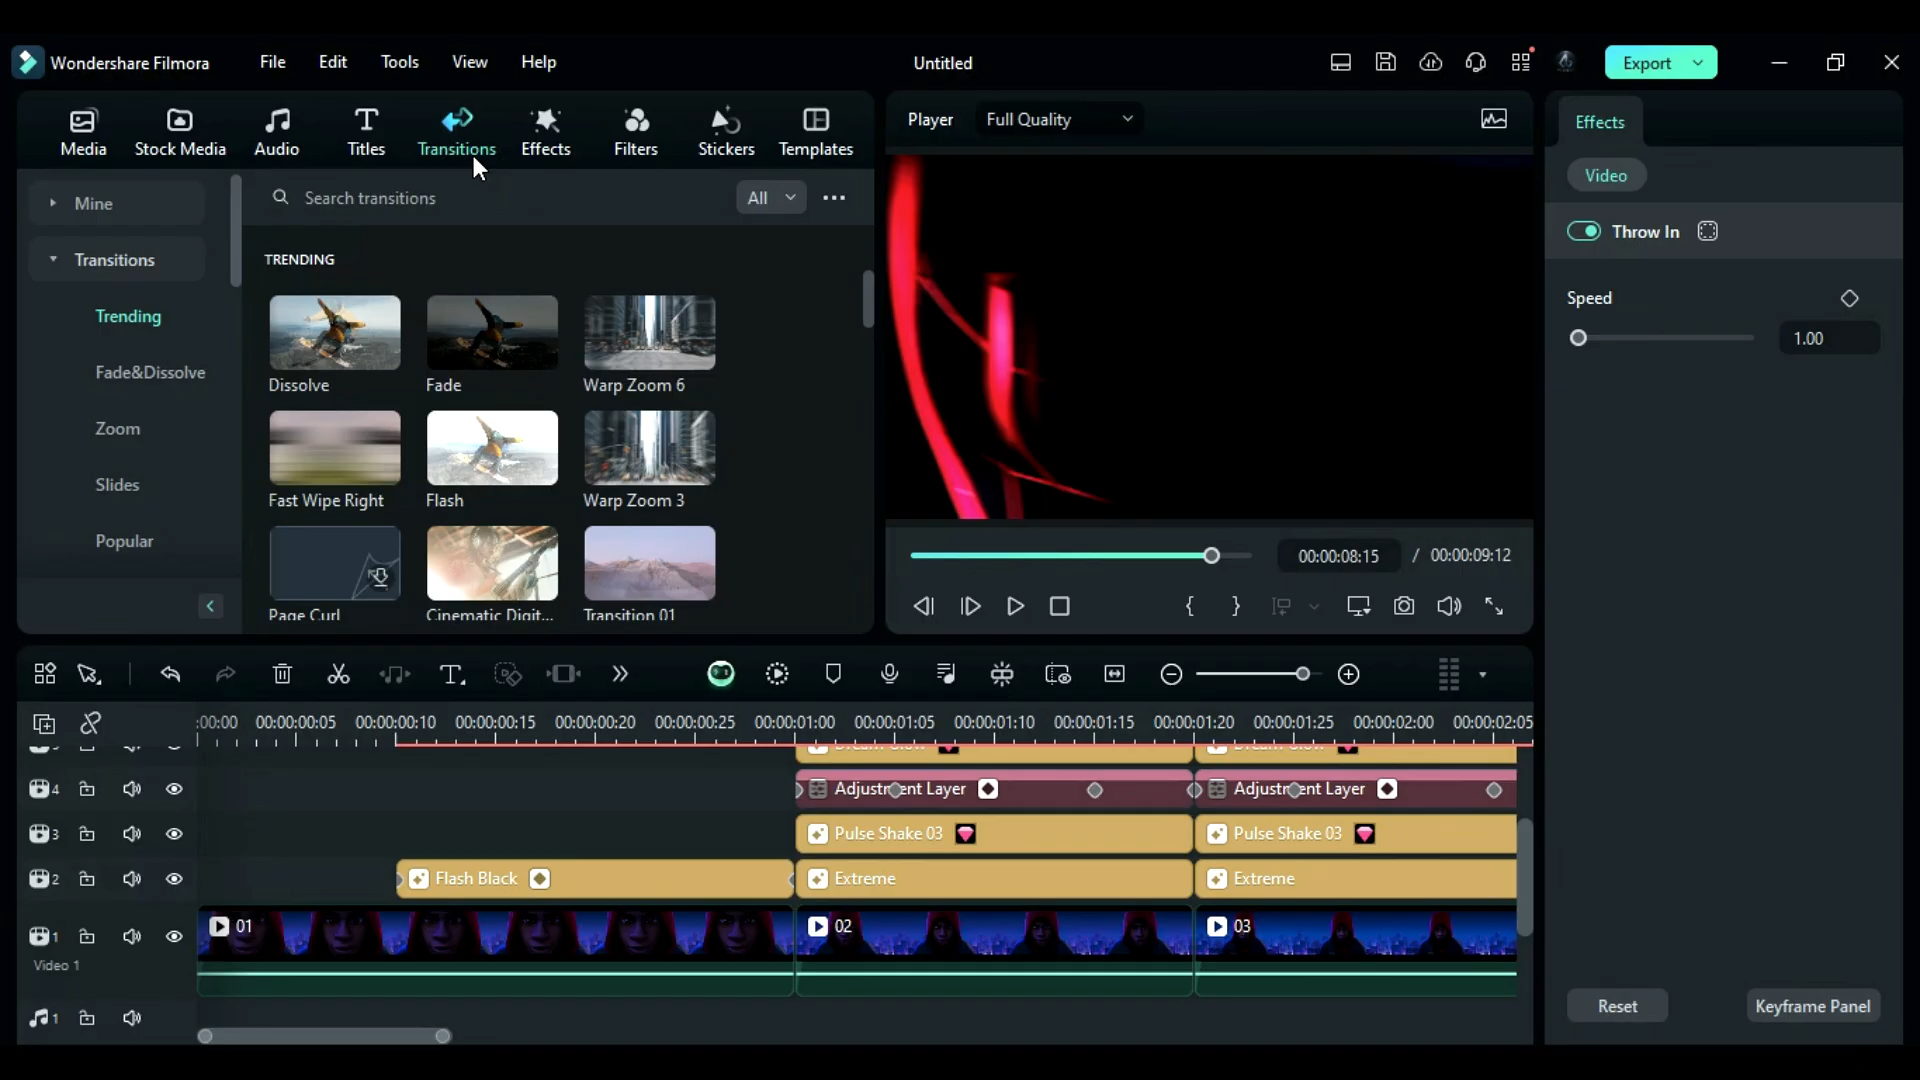 Wondershare Filmora File Edit Tools View Help Untitled Export
Media Stock Media Audio Titles Transitions Effects Filters Stickers Templates
Player Full Quality
Effects
Video
Mine
Search transitions All
Throw In
Transitions
TRENDING
Speed
1.00
Trending
Fade&Dissolve
Zoom
Slides
Popular
Dissolve Fade Warp Zoom 6
Fast Wipe Right Flash Warp Zoom 3
Page Curl Cinematic Digit... Transition 01
00:00:08:15 / 00:00:09:12
:00:00 00:00:00:05 00:00:00:10 00:00:00:15 00:00:00:20 00:00:00:25 00:00:01:00 00:00:01:05 00:00:01:10 00:00:01:15 00:00:01:20 00:00:01:25 00:00:02:00 00:00:02:05
4 Adjustment Layer Adjustment Layer
3 Pulse Shake 03 Pulse Shake 03
2 Flash Black Extreme Extreme
1 01 02 03
Video 1
1
Reset Keyframe Panel